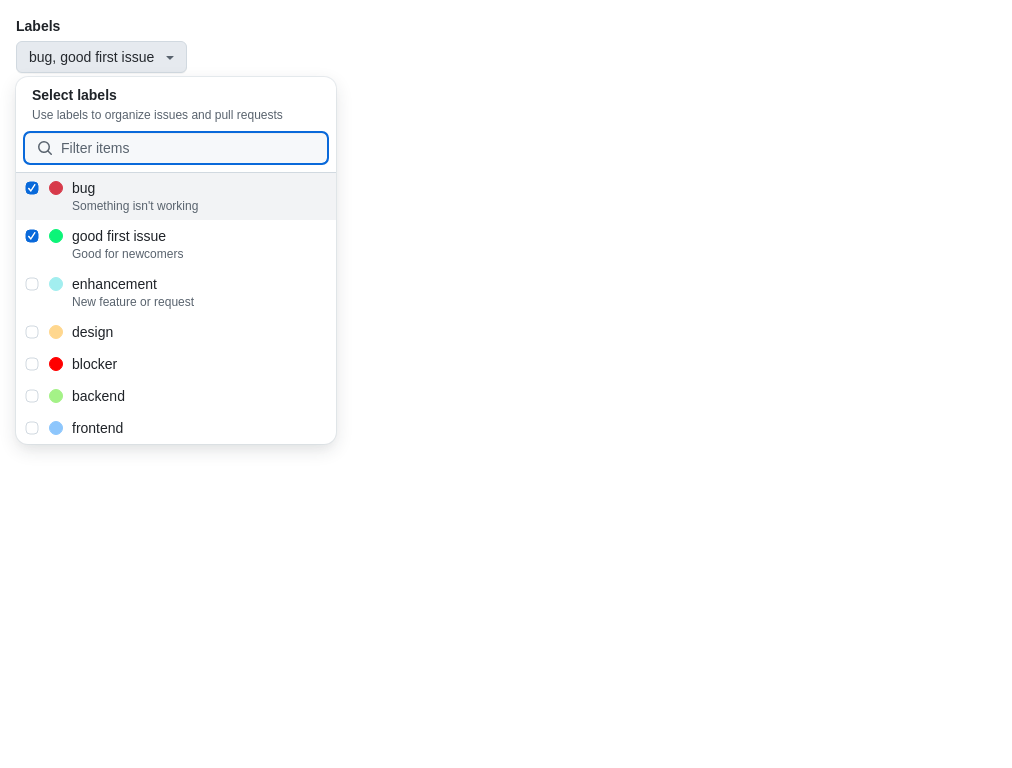 Labels
bug, good first issue
Select labels
Use labels to organize issues and pull requests
Filter items
bug
Something isn't working
good first issue
Good for newcomers
enhancement
New feature or request
design
blocker
backend
frontend